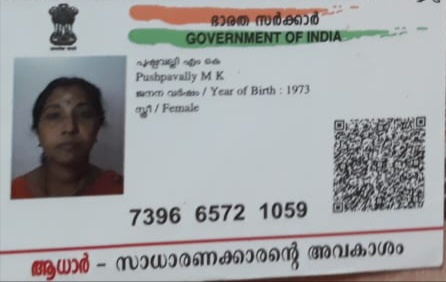 ഭാരത സർക്കാർ
GOVERNMENT OF INDIA
പുഷ്പവല്ലി എം കെ
Pushpavally M K
ജനന വർഷം / Year of Birth : 1973
സ്ത്രീ / Female
7396 6572 1059
ആധാർ – സാധാരണക്കാരന്റെ അവകാശം